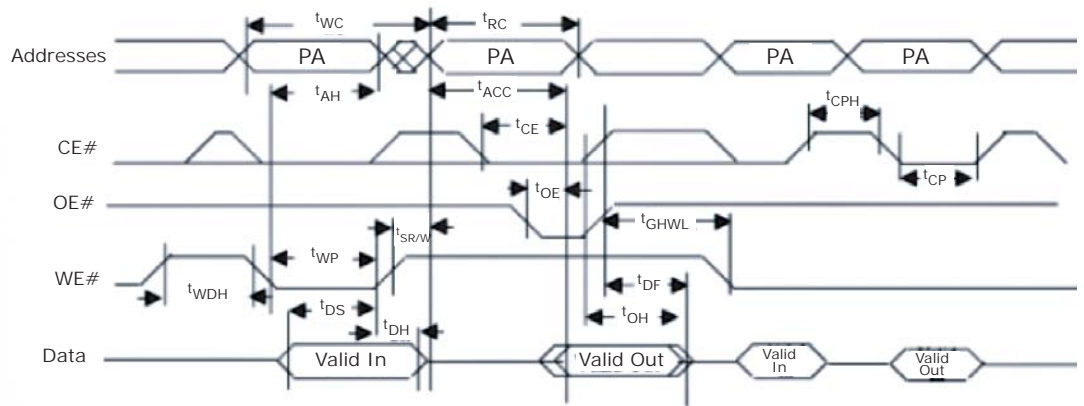 tWC
tRC
Addresses
PA
PA
PA
PA
tAH
tACC
tCPH
tCE
CE#
tCP
tOE
OE#
tGHWL
tSR/W
tWP
WE#
tWDH
tDF
tDS
tOH
tDH
Data
Valid In
Valid Out
Valid
In
Valid
Out